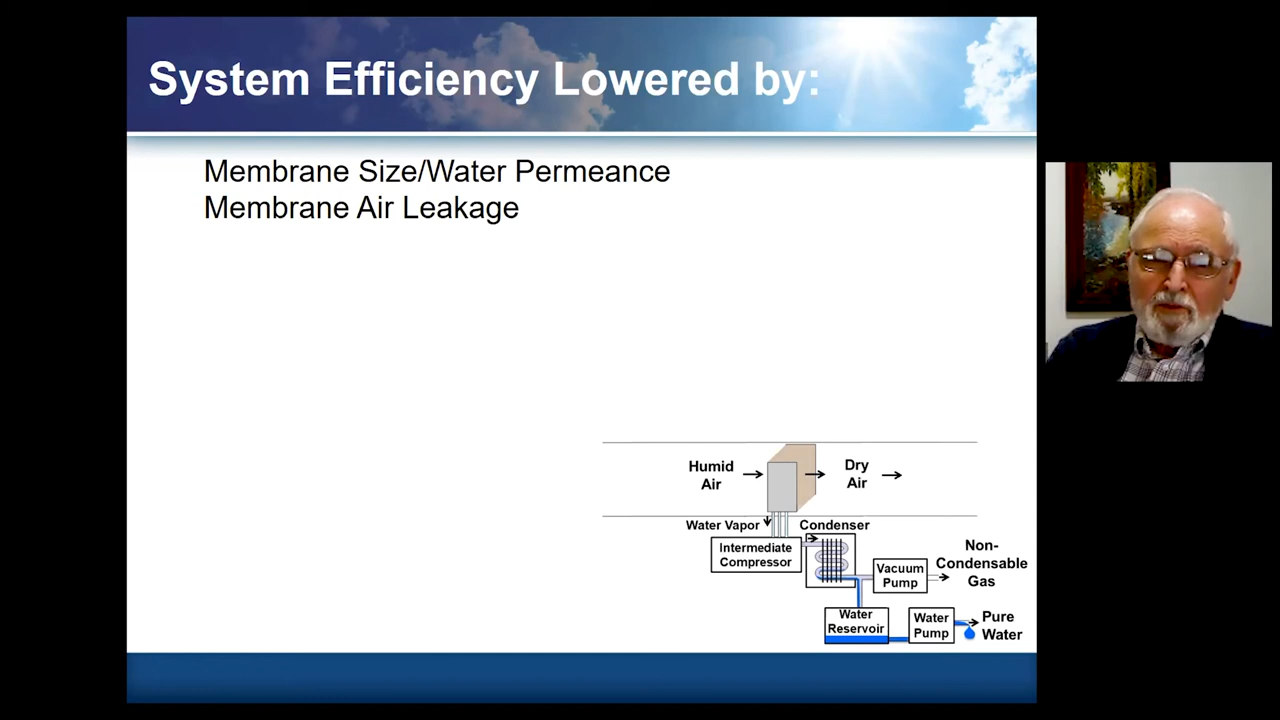 System Efficiency Lowered by:
Membrane Size/Water Permeance
Membrane Air Leakage
Humid
Air
Dry
Air
Water Vapor
Condenser
Intermediate
Compressor
Vacuum
Pump
Non-
Condensable
Gas
Water
Reservoir
Water
Pump
Pure
Water